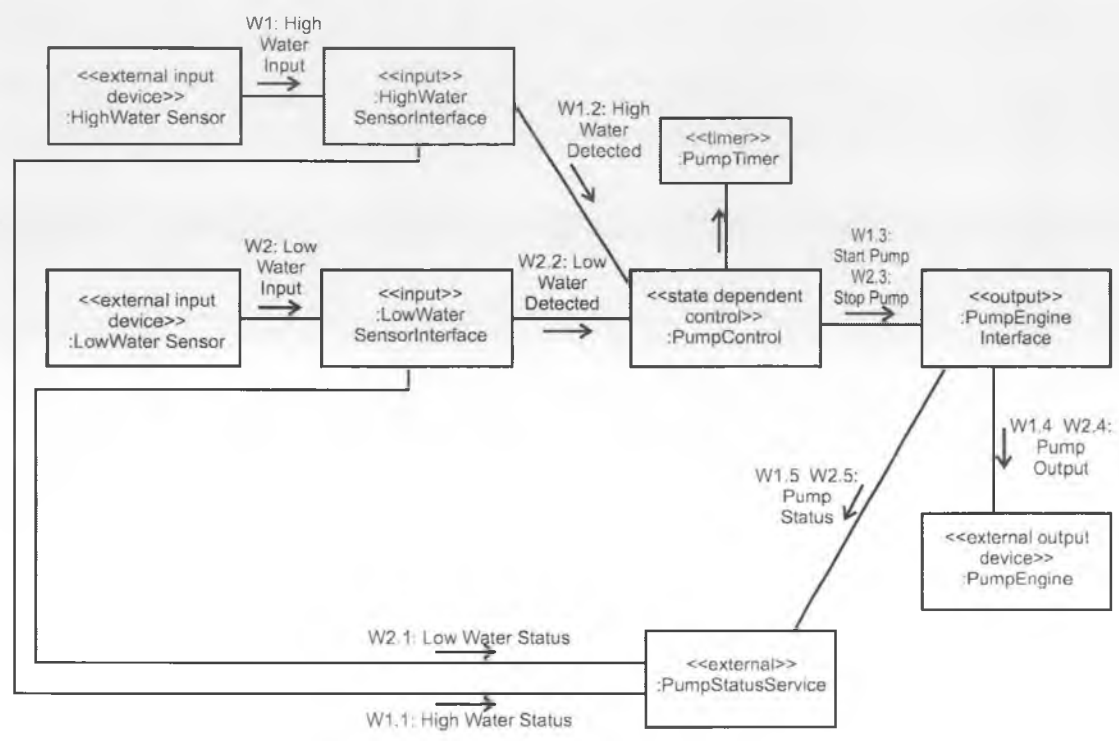 W1: High
Water
Input
<<external input
device>>
:HighWater Sensor
<<input>>
:HighWater
SensorInterface
W1.2: High
Water
Detected
<<timer>>
:PumpTimer
W2: Low
Water
Input
<<external input
device>>
:LowWater Sensor
<<input>>
:LowWater
SensorInterface
W2.2: Low
Water
Detected
<<state dependent
control>>
:PumpControl
W1.3:
Start Pump
W2.3:
Stop Pump
<<output>>
:PumpEngine
Interface
W1.4 W2.4:
Pump
Output
W1.5 W2.5:
Pump
Status
<<external output
device>>
:PumpEngine
W2.1: Low Water Status
<<external>>
:PumpStatusService
W1.1: High Water Status